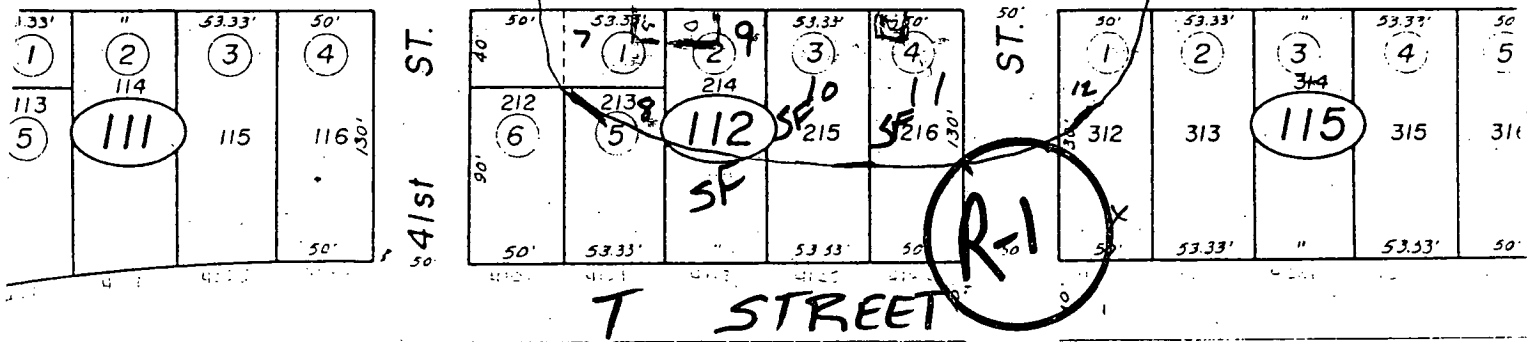 .33' " 53.33' 50' 50' 53.33' 53.33' 50' 50' 50' 53.33' " 53.33' 50
1 2 3 4 ST. 40' 7 1 2 9 3 4 ST. 1 2 3 4 5
114 214 10 11 12 314
113 212 213 8 SF SF
5 111 115 116 130' 6 5 112 215 216 130' 130' 312 313 115 315 316
90' SF
41st R-1 X
50' 50' 50' 53.33' " 53.33' 50' 50' 50' 53.33' " 53.33' 50'
T STREET